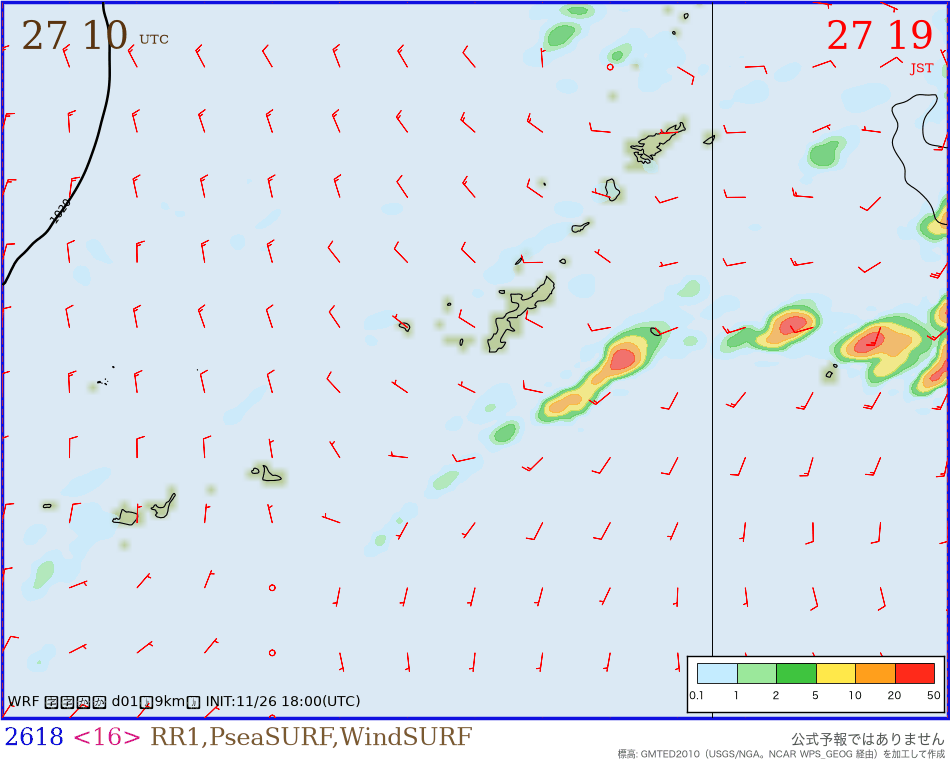 27 10 UTC
27 19
JST
1020
WRF d01 9km INIT:11/26 18:00(UTC)
0.1 1 2 5 10 20 50
2618 <16> RR1,PseaSURF,WindSURF
公式予報ではありません
標高: GMTED2010（USGS/NGA。NCAR WPS_GEOG 経由）を加工して作成